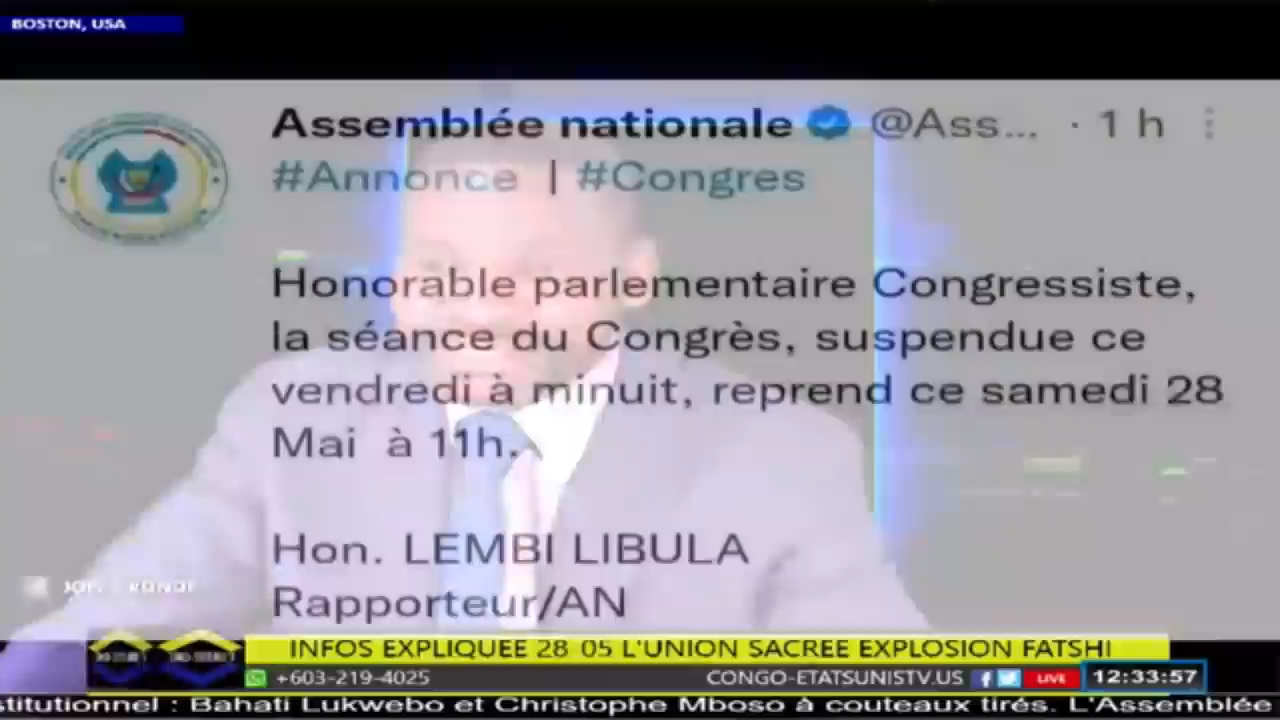 BOSTON, USA
Assemblée nationale @Ass... · 1 h
#Annonce | #Congres
Honorable parlementaire Congressiste,
la séance du Congrès, suspendue ce
vendredi à minuit, reprend ce samedi 28
Mai à 11h.
Hon. LEMBI LIBULA
Rapporteur/AN
INFOS EXPLIQUEE 28 05 L'UNION SACREE EXPLOSION FATSHI
+603-219-4025 CONGO-ETATSUNISTV.US LIVE 12:33:57
stitutionnel : Bahati Lukwebo et Christophe Mboso à couteaux tirés. L'Assemblée